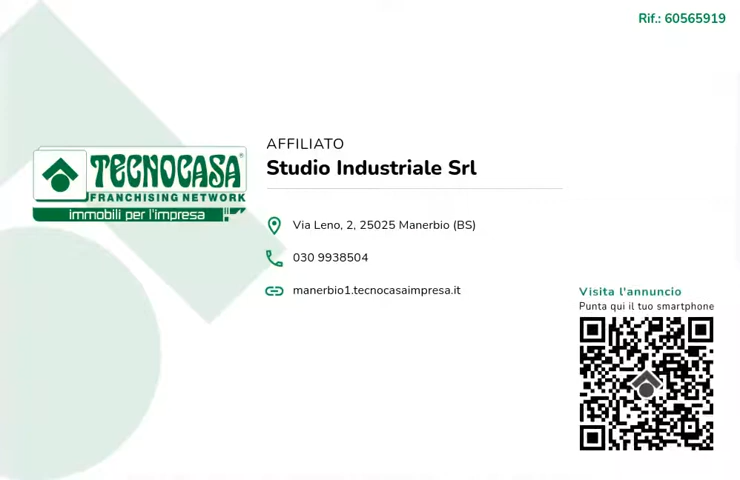 Rif.: 60565919
AFFILIATO
Studio Industriale Srl
TECNOCASA®
FRANCHISING NETWORK
immobili per l'impresa
Via Leno, 2, 25025 Manerbio (BS)
030 9938504
manerbio1.tecnocasaimpresa.it
Visita l'annuncio
Punta qui il tuo smartphone